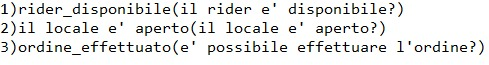 1)rider_disponibile(il rider e' disponibile?)
2)il locale e' aperto(il locale e' aperto?)
3)ordine_effettuato(e' possibile effettuare l'ordine?)